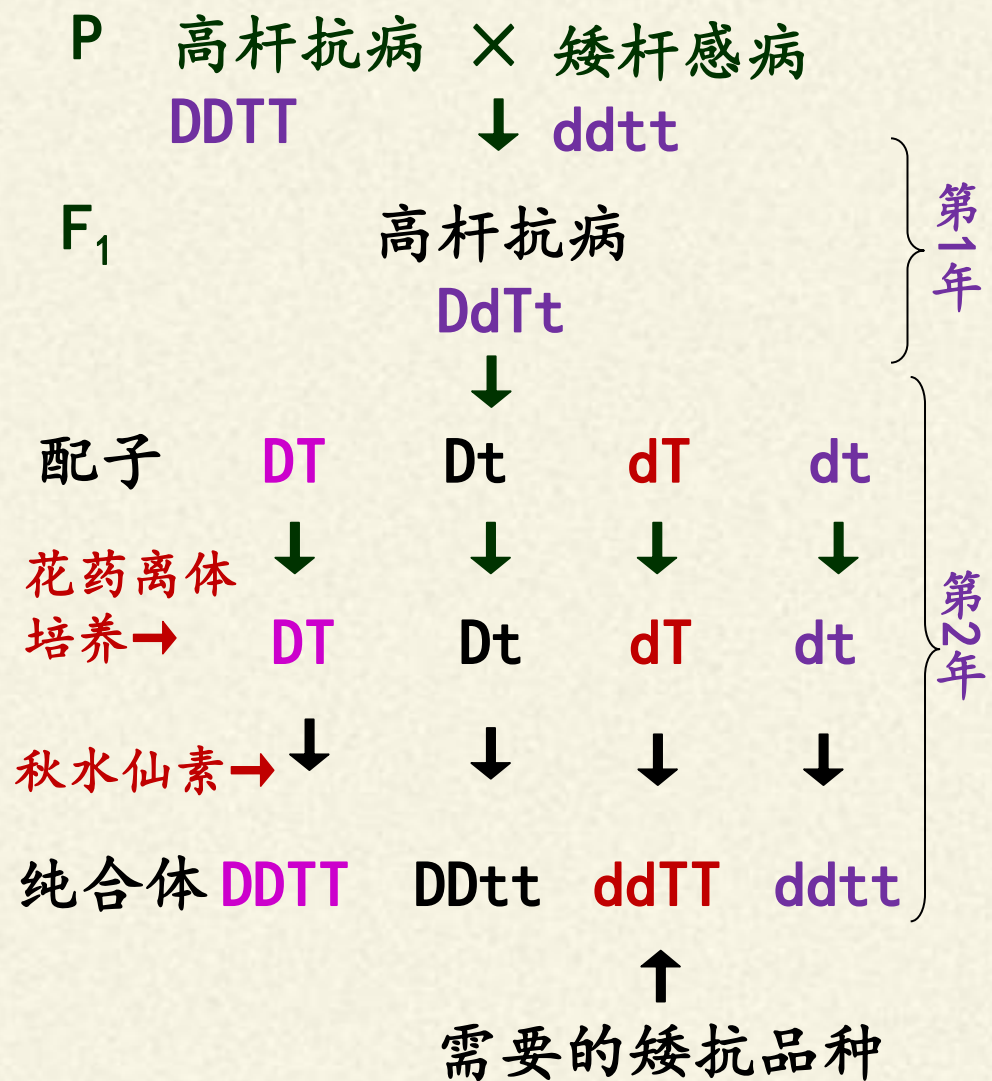 P 高杆抗病 × 矮杆感病
DDTT ↓ ddtt
F₁ 高杆抗病
DdTt
↓
第1年
配子 DT Dt dT dt
↓ ↓ ↓ ↓
花药离体
培养→ DT Dt dT dt
秋水仙素→ ↓ ↓ ↓ ↓
纯合体 DDTT DDtt ddTT ddtt
第2年
↑
需要的矮抗品种